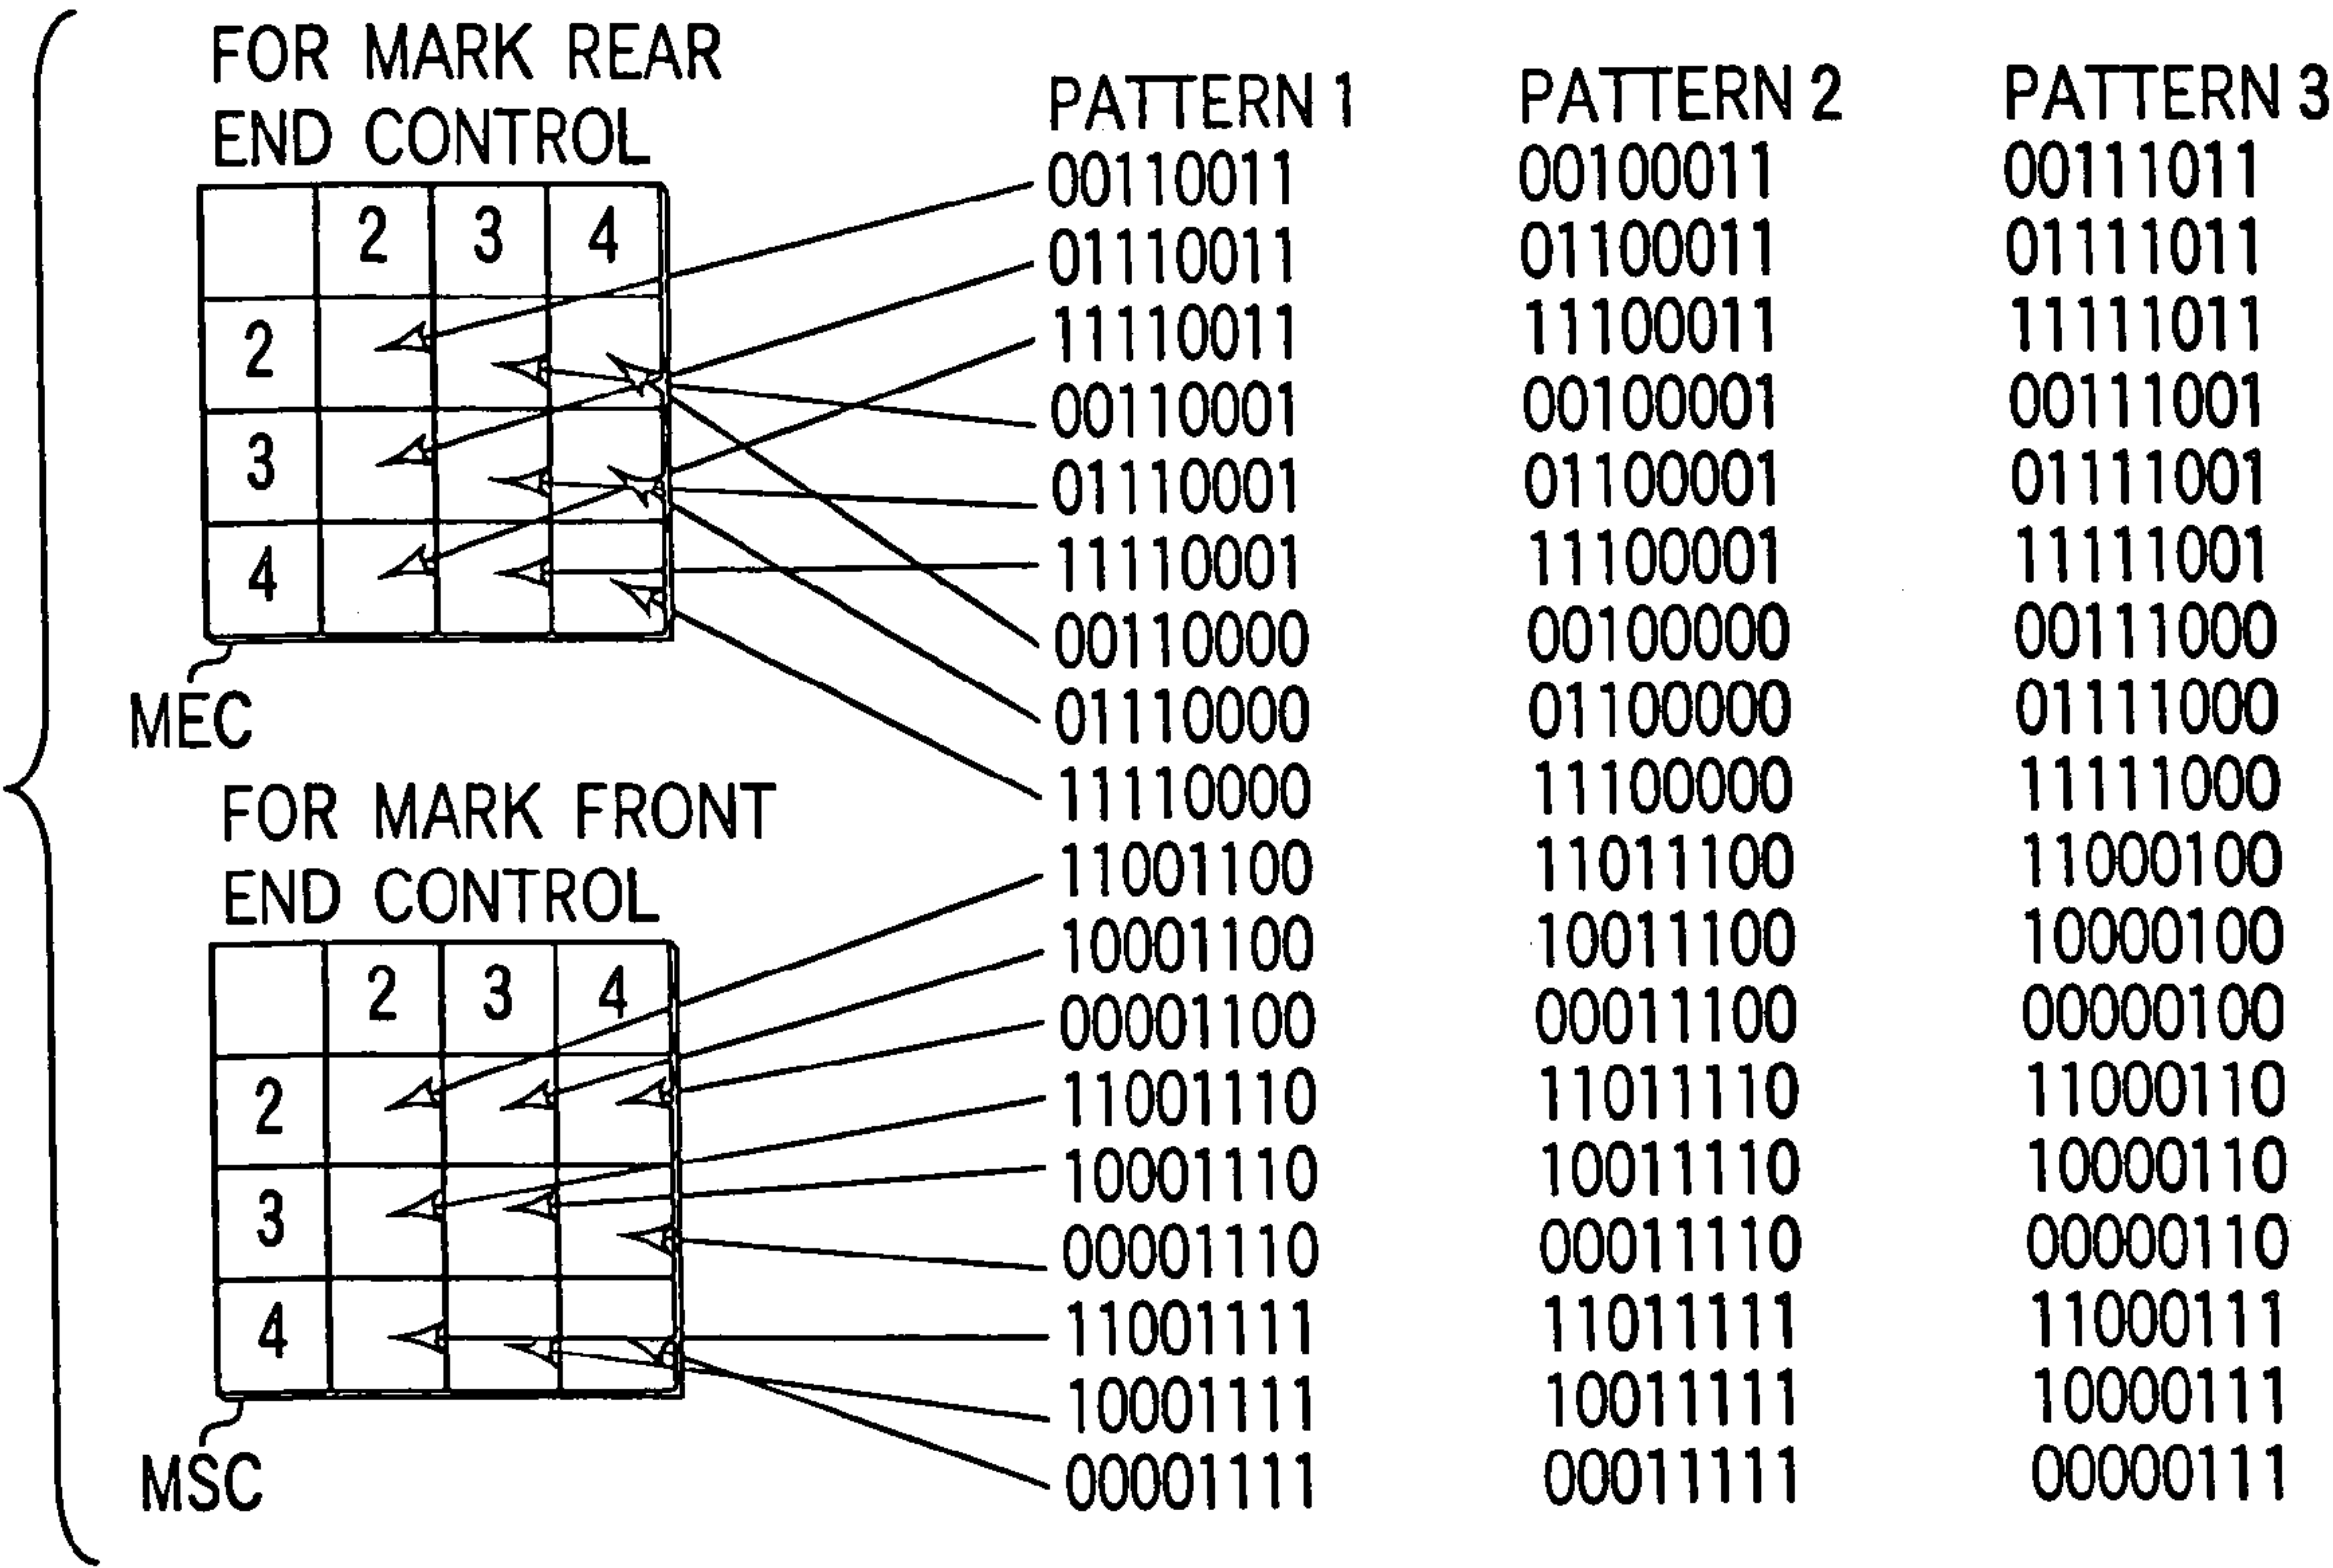 FOR MARK REAR
END CONTROL
2 3 4
2
3
4
MEC
FOR MARK FRONT
END CONTROL
2 3 4
2
3
4
MSC
PATTERN 1 PATTERN 2 PATTERN 3
00110011 00100011 00111011
01110011 01100011 01111011
11110011 11100011 11111011
00110001 00100001 00111001
01110001 01100001 01111001
11110001 11100001 11111001
00110000 00100000 00111000
01110000 01100000 01111000
11110000 11100000 11111000
11001100 11011100 11000100
10001100 10011100 10000100
00001100 00011100 00000100
11001110 11011110 11000110
10001110 10011110 10000110
00001110 00011110 00000110
11001111 11011111 11000111
10001111 10011111 10000111
00001111 00011111 00000111